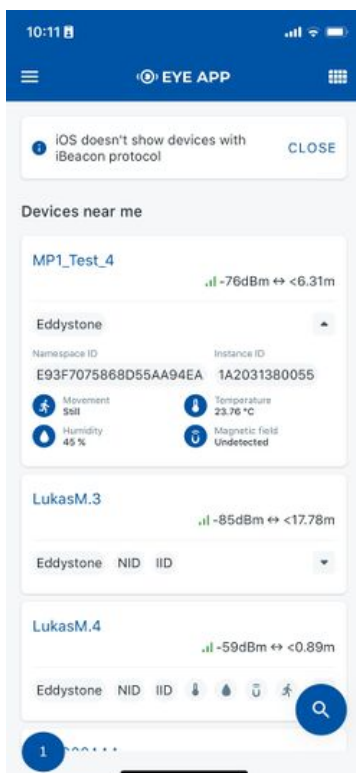 10:11
EYE APP
iOS doesn't show devices with
iBeacon protocol
CLOSE
Devices near me
MP1_Test_4
-76dBm ↔ <6.31m
Eddystone
Namespace ID
Instance ID
E93F7075868D55AA94EA
1A2031380055
Movement
Still
Temperature
23.76 °C
Humidity
45 %
Magnetic field
Undetected
LukasM.3
-85dBm ↔ <17.78m
Eddystone NID IID
LukasM.4
-59dBm ↔ <0.89m
Eddystone NID IID
1